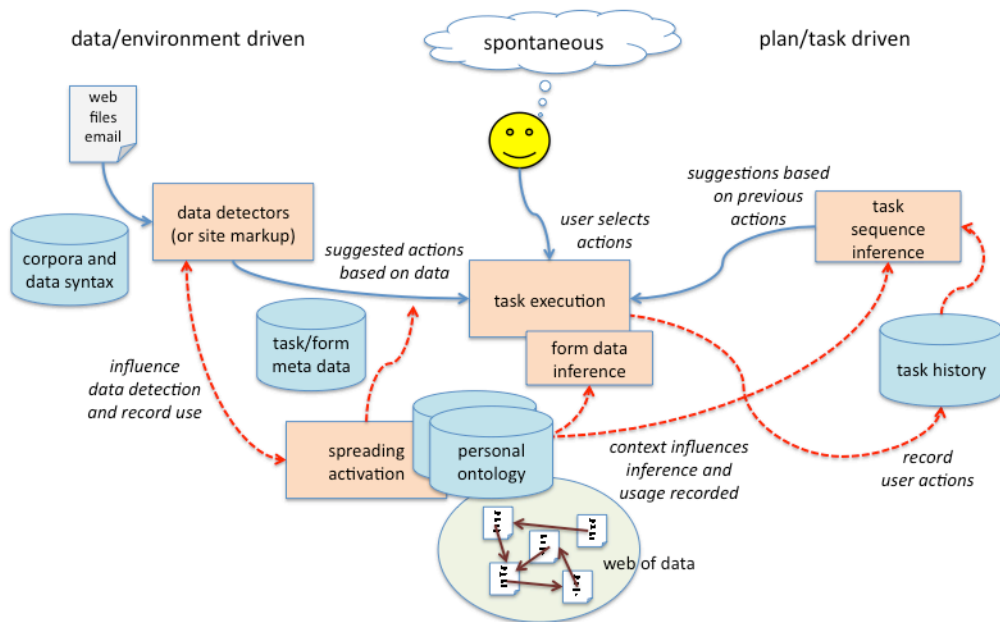 data/environment driven
spontaneous
plan/task driven
web
files
email
data detectors
(or site markup)
corpora and
data syntax
suggested actions
based on data
user selects
actions
suggestions based
on previous
actions
task
sequence
inference
task execution
task/form
meta data
form data
inference
task history
influence
data detection
and record use
spreading
activation
personal
ontology
context influences
inference and
usage recorded
record
user actions
web of data